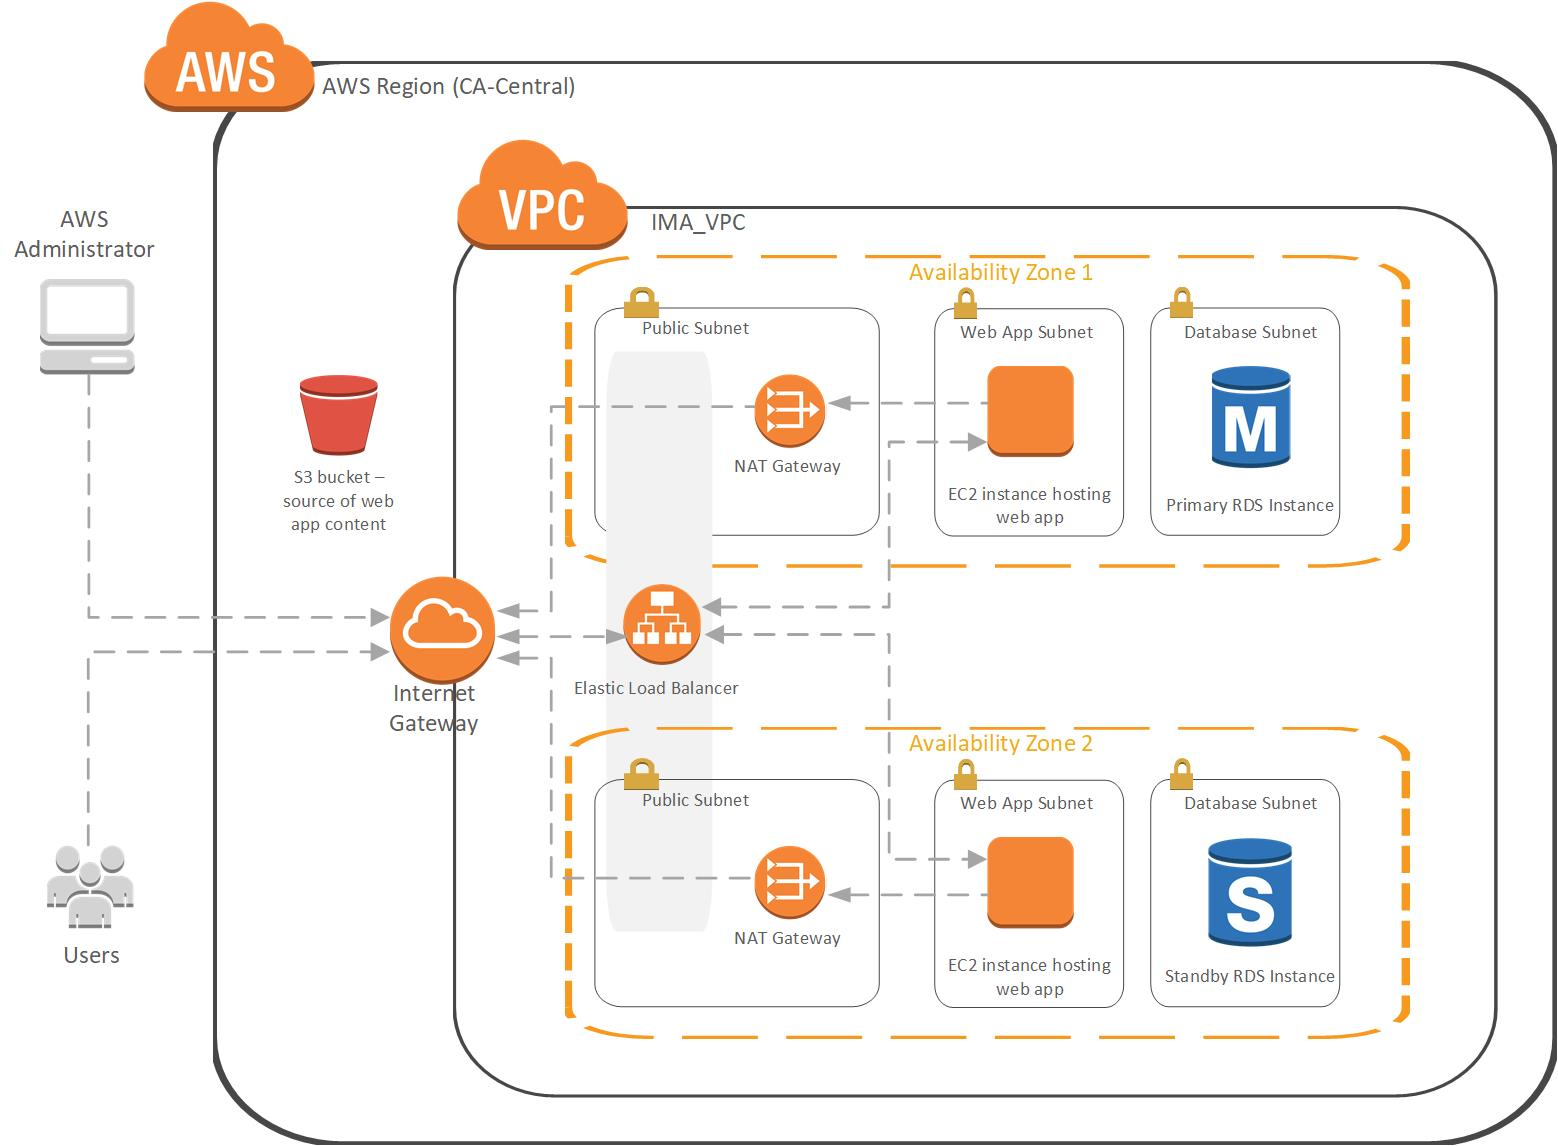 AWS
AWS Region (CA-Central)
VPC
IMA_VPC
AWS
Administrator
Availability Zone 1
Public Subnet
Web App Subnet
Database Subnet
M
NAT Gateway
S3 bucket –
source of web
app content
EC2 instance hosting
web app
Primary RDS Instance
Internet
Gateway
Elastic Load Balancer
Availability Zone 2
Public Subnet
Web App Subnet
Database Subnet
S
NAT Gateway
Users
EC2 instance hosting
web app
Standby RDS Instance